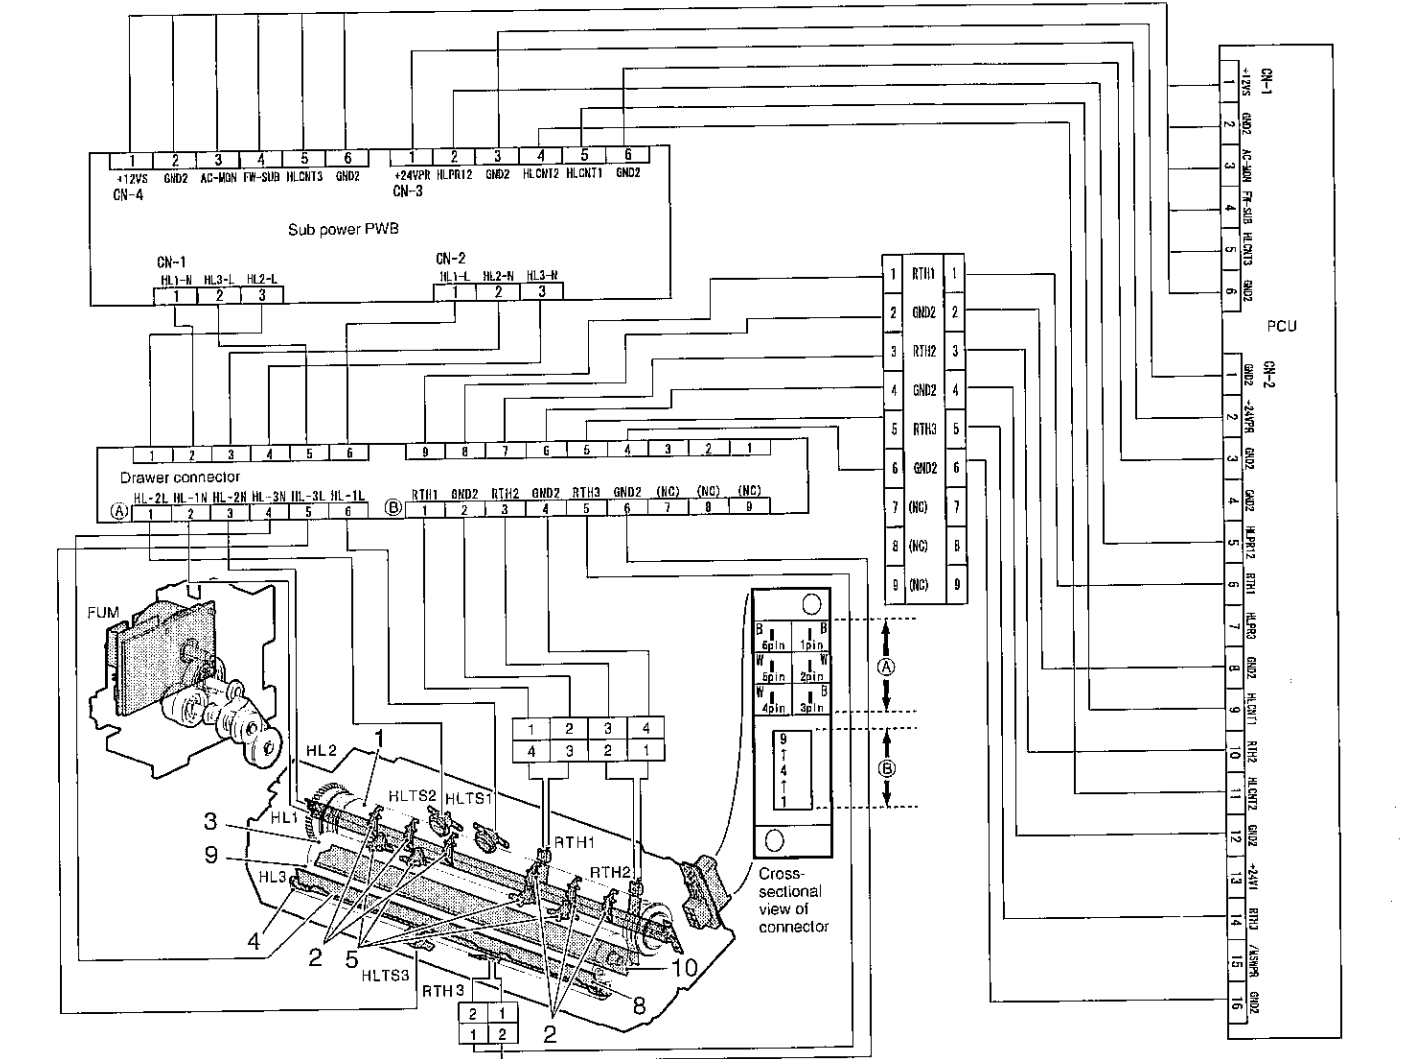 1 2 3 4 5 6
+12VS GND2 AC-MON FW-SUB HLCNT3 GND2
CN-4
1 2 3 4 5 6
+24VPR HLPR12 GND2 HLCNT2 HLCNT1 GND2
CN-3
Sub power PWB
CN-1
HL1-N HL3-L HL2-L
1 2 3
CN-2
HL1-L HL2-N HL3-N
1 2 3
1 2 3 4 5 6
9 8 7 6 5 4 3 2 1
Drawer connector
HL-2L HL-1N HL-2N HL-3N HL-3L HL-1L
A 1 2 3 4 5 6
RTH1 GND2 RTH2 GND2 RTH3 GND2 (NC) (NC) (NC)
B 1 2 3 4 5 6 7 8 9
1 RTH1 1
2 GND2 2
3 RTH2 3
4 GND2 4
5 RTH3 5
6 GND2 6
7 (NC) 7
8 (NC) 8
9 (NC) 9
CN-1
1 +12VS
2 GND2
3 AC-MON
4 FW-SUB
5 HLCNT3
6 GND2
PCU
CN-2
1 GND2
2 +24VPR
3 GND2
4 GND2
5 HLPR12
6 RTH1
7 HLPR3
8 GND2
9 HLCNT1
10 RTH2
11 HLCNT2
12 GND2
13 +24V1
14 RTH3
15 /NSWPR
16 GND2
FUM
B B
6pin 1pin
W W
5pin 2pin
W B
4pin 3pin
A
9
↑
4
↑
1
B
Cross-
sectional
view of
connector
1 2 3 4
4 3 2 1
HL2
1
HLTS2
HLTS1
HL1
3
9
HL3
RTH1
RTH2
4
2
5
HLTS3
RTH3
10
8
2
2 1
1 2